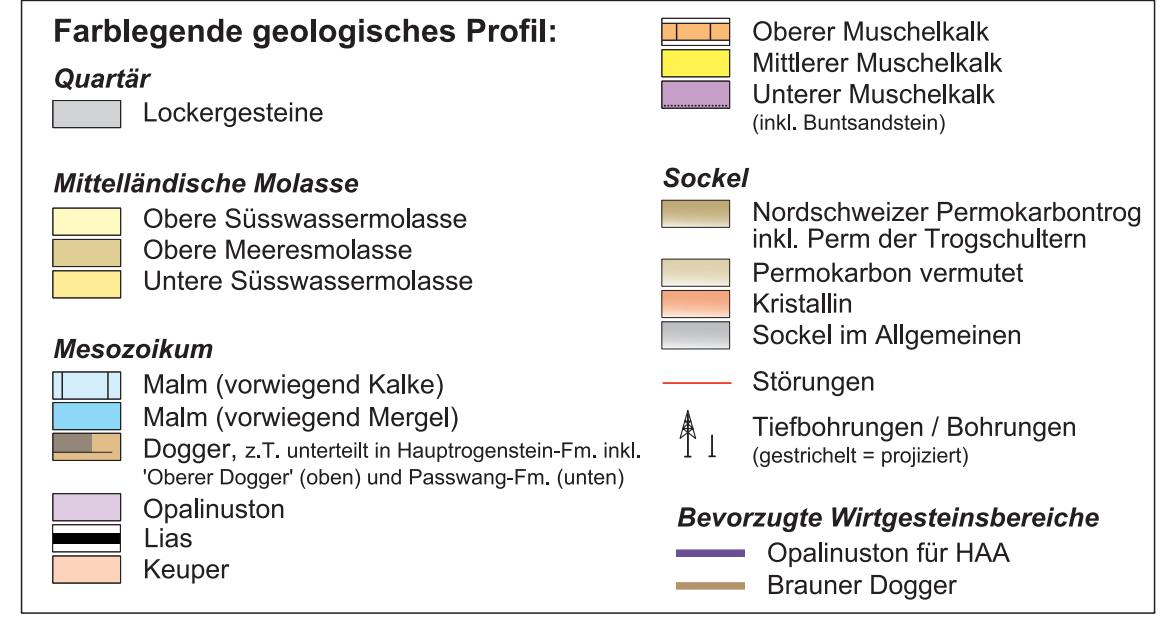 Farblegende geologisches Profil:
Quartär
Lockergesteine
Mittelländische Molasse
Obere Süsswassermolasse
Obere Meeresmolasse
Untere Süsswassermolasse
Mesozoikum
Malm (vorwiegend Kalke)
Malm (vorwiegend Mergel)
Dogger, z.T. unterteilt in Hauptrogenstein-Fm. inkl.
'Oberer Dogger' (oben) und Passwang-Fm. (unten)
Opalinuston
Lias
Keuper
Oberer Muschelkalk
Mittlerer Muschelkalk
Unterer Muschelkalk
(inkl. Buntsandstein)
Sockel
Nordschweizer Permokarbontrog
inkl. Perm der Trogschultern
Permokarbon vermutet
Kristallin
Sockel im Allgemeinen
Störungen
Tiefbohrungen / Bohrungen
(gestrichelt = projiziert)
Bevorzugte Wirtgesteinsbereiche
Opalinuston für HAA
Brauner Dogger